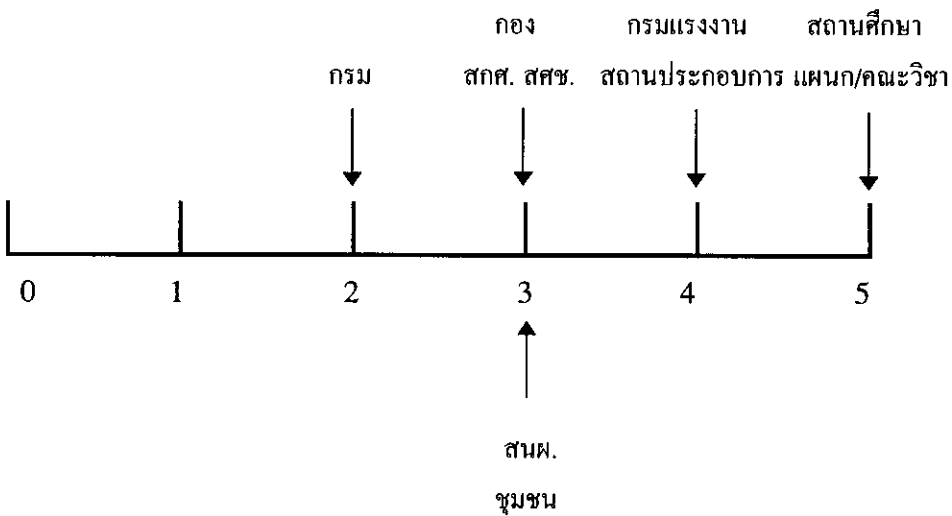 กอง กรมแรงงาน สถานศึกษา
กรม สกศ. สศช. สถานประกอบการ แผนก/คณะวิชา
0 1 2 3 4 5
สนผ.
ชุมชน